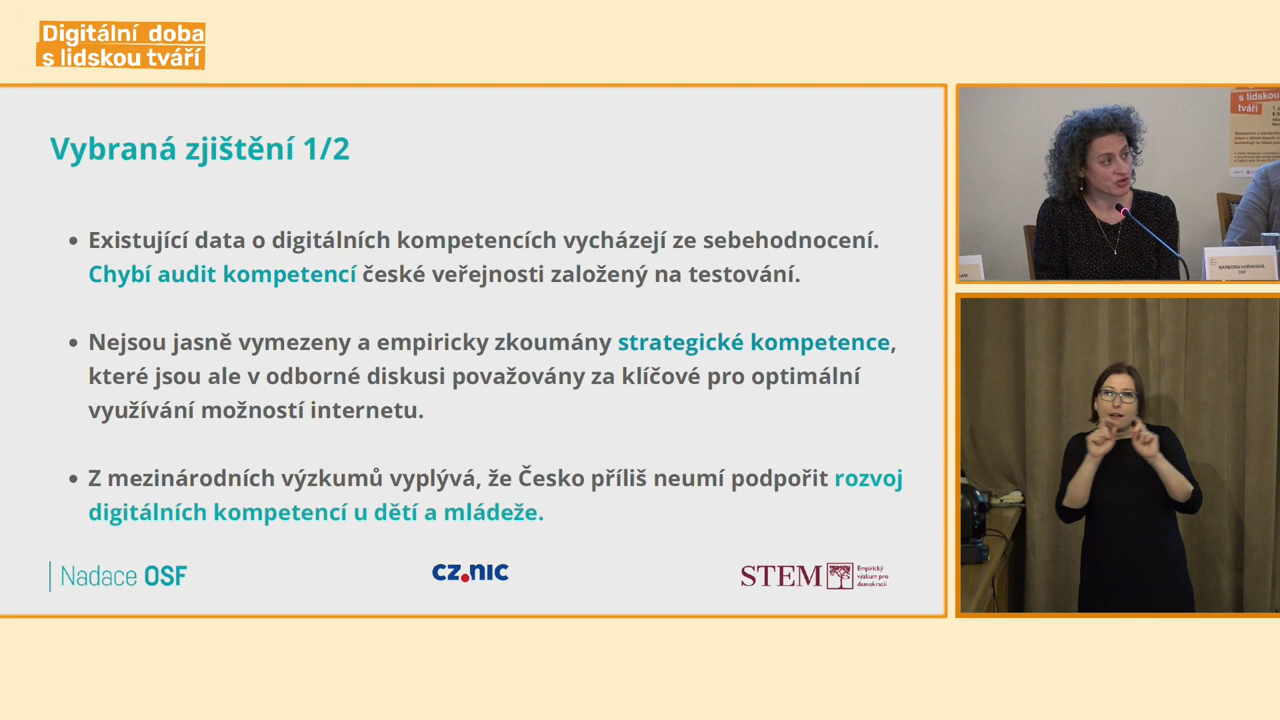 Digitální doba
s lidskou tváří
Vybraná zjištění 1/2
• Existující data o digitálních kompetencích vycházejí ze sebehodnocení.
Chybí audit kompetencí české veřejnosti založený na testování.
• Nejsou jasně vymezeny a empiricky zkoumány strategické kompetence,
které jsou ale v odborné diskusi považovány za klíčové pro optimální
využívání možností internetu.
• Z mezinárodních výzkumů vyplývá, že Česko příliš neumí podpořit rozvoj
digitálních kompetencí u dětí a mládeže.
Nadace OSF
CZ.NIC
STEM
Empirický
výzkum pro
demokracii
s lidskou
tváří
OSF